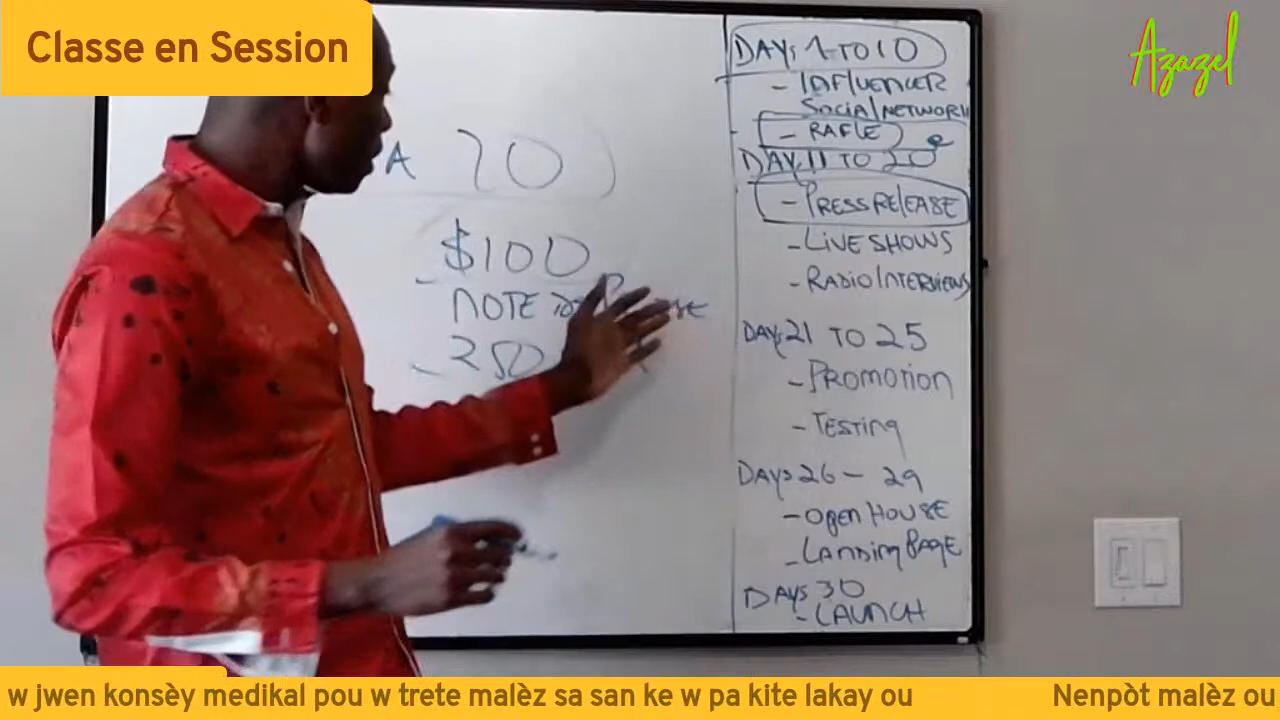 Classe en Session
Azazel
A 20
$100
NOTE
250
DAYS 1 TO 10
- INFLUENCER
- SOCIAL NETWORK
- RAFLE
DAY 11 TO 20
- PRESS RELEASE
- LIVE SHOWS
- RADIO INTERVIEWS
DAYS 21 TO 25
- PROMOTION
- TESTING
DAYS 26 - 29
- OPEN HOUSE
- LANDING PAGE
DAYS 30
- LAUNCH
w jwen konsèy medikal pou w trete malèz sa san ke w pa kite lakay ou
Nenpòt malèz ou